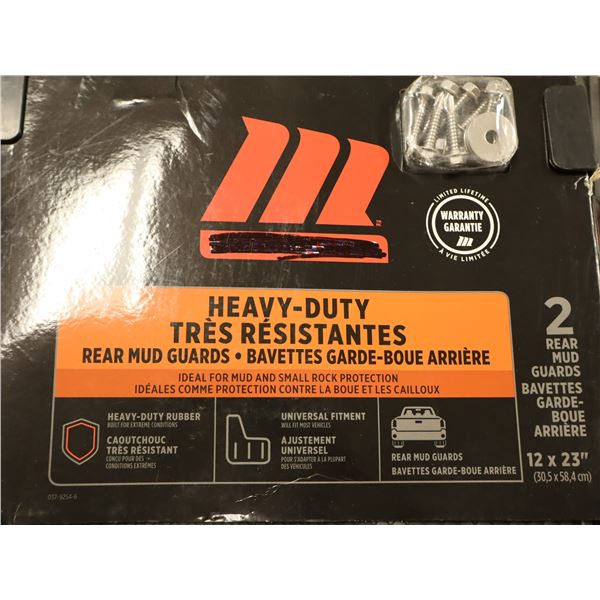 LIMITED LIFETIME
WARRANTY
GARANTIE
À VIE LIMITÉE
HEAVY-DUTY
TRÈS RÉSISTANTES
REAR MUD GUARDS • BAVETTES GARDE-BOUE ARRIÈRE
IDEAL FOR MUD AND SMALL ROCK PROTECTION
IDÉALES COMME PROTECTION CONTRE LA BOUE ET LES CAILLOUX
HEAVY-DUTY RUBBER
BUILT FOR EXTREME CONDITIONS
CAOUTCHOUC
TRÈS RÉSISTANT
CONÇU POUR DES
CONDITIONS EXTRÊMES
UNIVERSAL FITMENT
WILL FIT MOST VEHICLES
AJUSTEMENT
UNIVERSEL
POUR S'ADAPTER À LA PLUPART
DES VÉHICULES
REAR MUD GUARDS
BAVETTES GARDE-BOUE ARRIÈRE
2
REAR
MUD
GUARDS
BAVETTES
GARDE-
BOUE
ARRIÈRE
12 x 23"
(30,5 x 58,4 cm)
037-9254-6